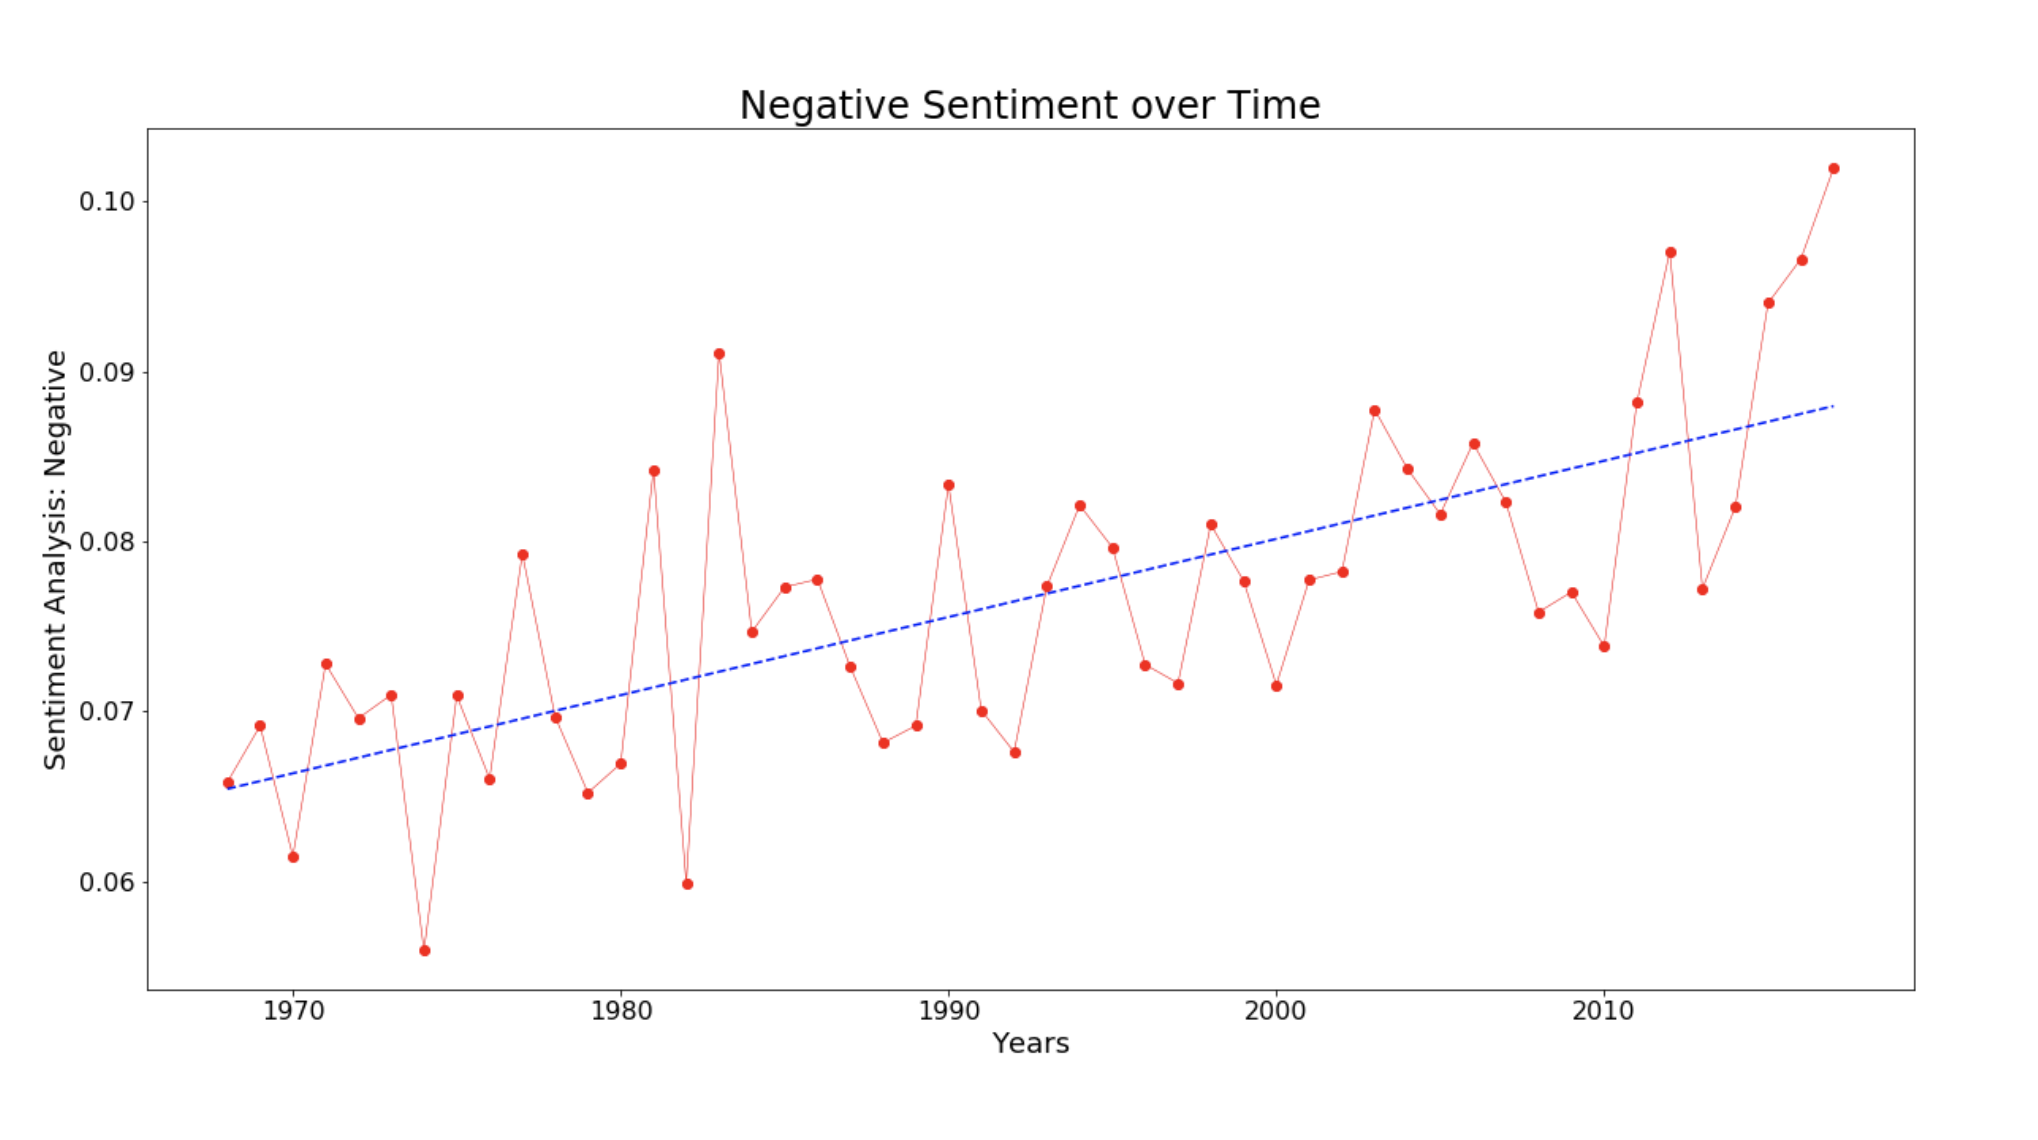 Negative Sentiment over Time
Sentiment Analysis: Negative
0.10
0.09
0.08
0.07
0.06
1970 1980 1990 2000 2010
Years